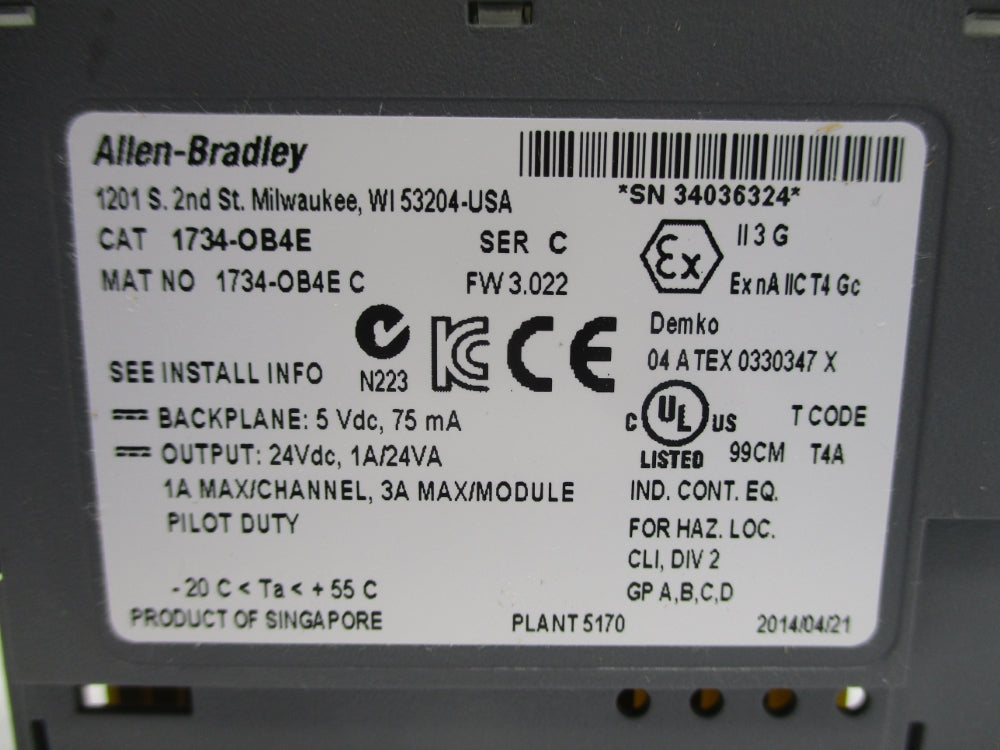 Allen-Bradley
*SN 34036324*
1201 S. 2nd St. Milwaukee, WI 53204-USA
CAT 1734-OB4E SER C
MAT NO 1734-OB4E C FW 3.022
Ex II 3 G
Ex nA IIC T4 Gc
Demko
04 ATEX 0330347 X
SEE INSTALL INFO N223 KC CE
BACKPLANE: 5 Vdc, 75 mA
OUTPUT: 24Vdc, 1A/24VA
1A MAX/CHANNEL, 3A MAX/MODULE
PILOT DUTY
C UL US T CODE
LISTED 99CM T4A
IND. CONT. EQ.
FOR HAZ. LOC.
CLI, DIV 2
GP A,B,C,D
-20 C < Ta < + 55 C
PRODUCT OF SINGAPORE PLANT 5170 2014/04/21